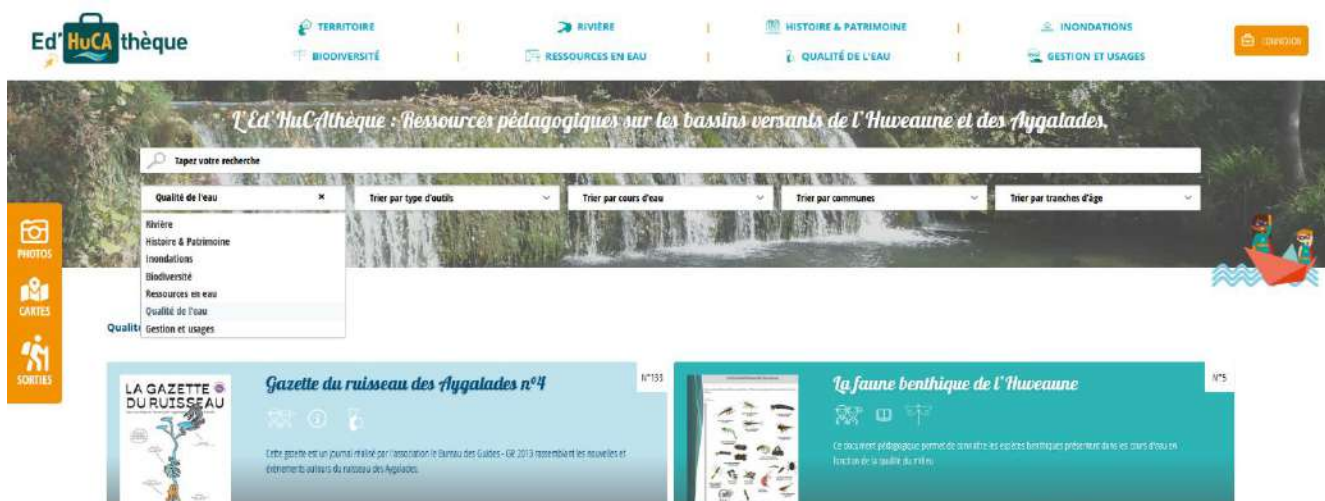 Ed' HuCA thèque
TERRITOIRE
RIVIÈRE
HISTOIRE & PATRIMOINE
INONDATIONS
BIODIVERSITÉ
RESSOURCES EN EAU
QUALITÉ DE L'EAU
GESTION ET USAGES
CONNEXION
L'Ed'HuCAthèque : Ressources pédagogiques sur les bassins versants de l'Huveaune et des Aygalades.
Tapez votre recherche
Qualité de l'eau ×
Trier par type d'outils
Trier par cours d'eau
Trier par communes
Trier par tranches d'âge
Rivière
Histoire & Patrimoine
Inondations
Biodiversité
Ressources en eau
Qualité de l'eau
Gestion et usages
PHOTOS
CARTES
SORTIES
Qualité
LA GAZETTE
DU RUISSEAU
Gazette du ruisseau des Aygalades n°4
N°133
Cette gazette est un journal réalisé par l'association le Bureau des Guides - GR 2013 rassemblant les nouvelles et
évènements autours du ruisseau des Aygalades.
La faune benthique de l'Huveaune
N°5
Ce document pédagogique permet de connaître les espèces benthiques présentent dans les cours d'eau en
fonction de la qualité du milieu